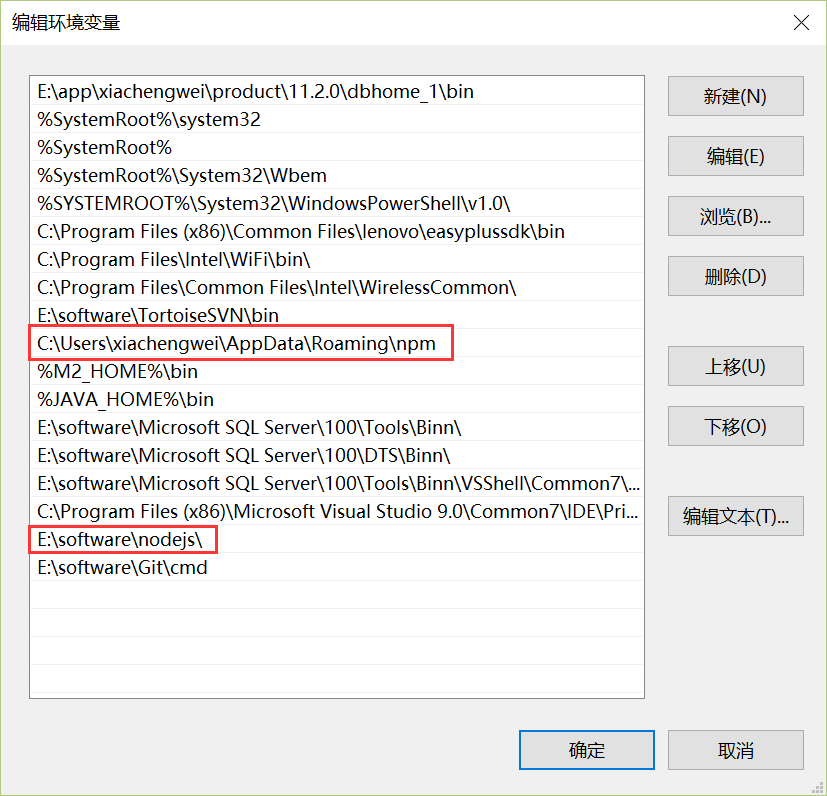 编辑环境变量
E:\app\xiachengwei\product\11.2.0\dbhome_1\bin
%SystemRoot%\system32
%SystemRoot%
%SystemRoot%\System32\Wbem
%SYSTEMROOT%\System32\WindowsPowerShell\v1.0\
C:\Program Files (x86)\Common Files\lenovo\easyplussdk\bin
C:\Program Files\Intel\WiFi\bin\
C:\Program Files\Common Files\Intel\WirelessCommon\
E:\software\TortoiseSVN\bin
C:\Users\xiachengwei\AppData\Roaming\npm
%M2_HOME%\bin
%JAVA_HOME%\bin
E:\software\Microsoft SQL Server\100\Tools\Binn\
E:\software\Microsoft SQL Server\100\DTS\Binn\
E:\software\Microsoft SQL Server\100\Tools\Binn\VSShell\Common7\...
C:\Program Files (x86)\Microsoft Visual Studio 9.0\Common7\IDE\Pri...
E:\software\nodejs\
E:\software\Git\cmd
新建(N)
编辑(E)
浏览(B)...
删除(D)
上移(U)
下移(O)
编辑文本(T)...
确定
取消